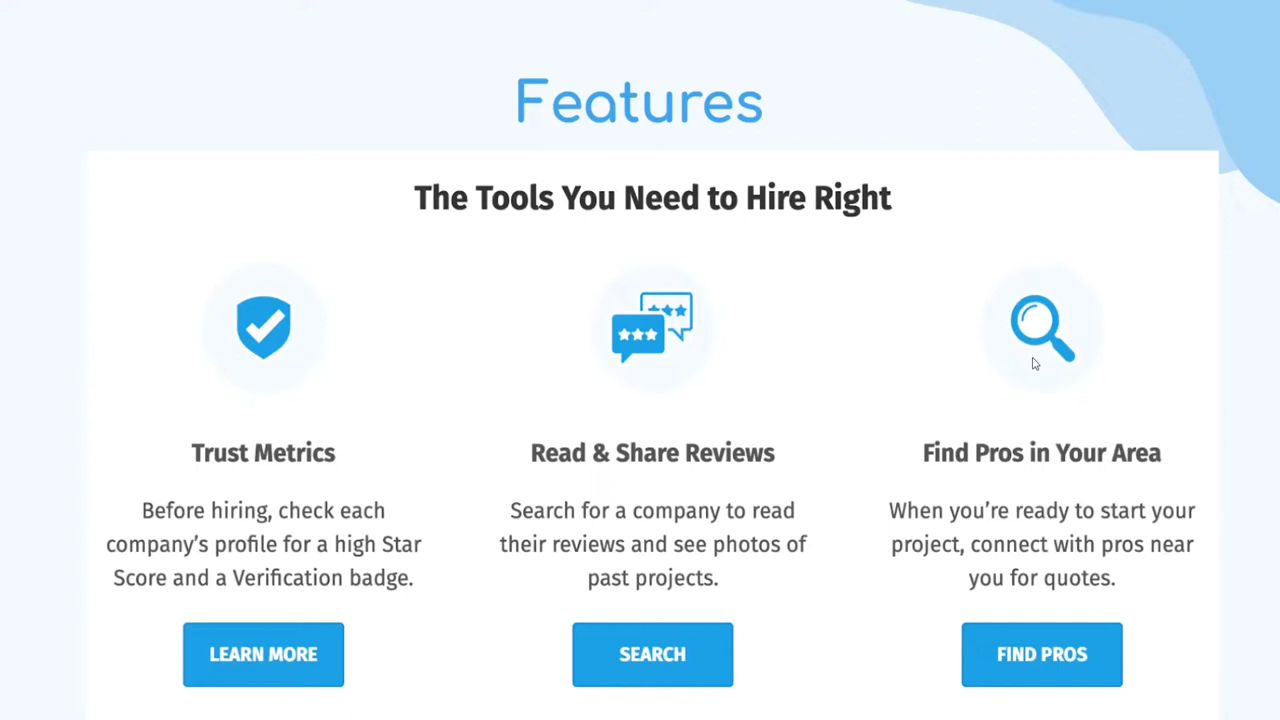 Features
The Tools You Need to Hire Right
Trust Metrics
Before hiring, check each
company’s profile for a high Star
Score and a Verification badge.
LEARN MORE
Read & Share Reviews
Search for a company to read
their reviews and see photos of
past projects.
SEARCH
Find Pros in Your Area
When you’re ready to start your
project, connect with pros near
you for quotes.
FIND PROS